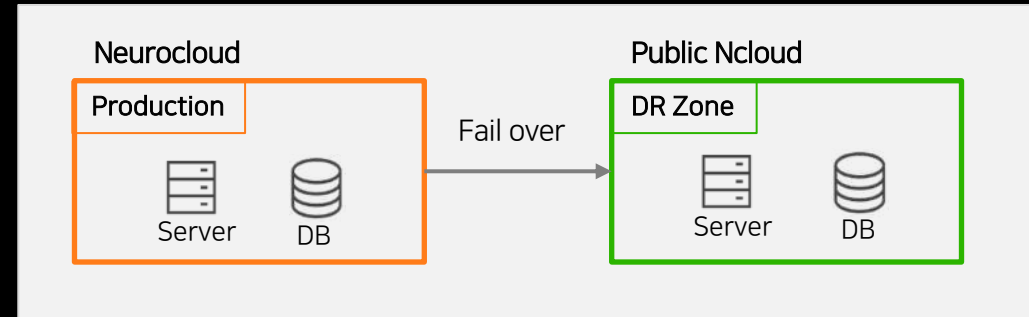 Neurocloud
Public Ncloud
Production
DR Zone
Fail over
Server
DB
Server
DB